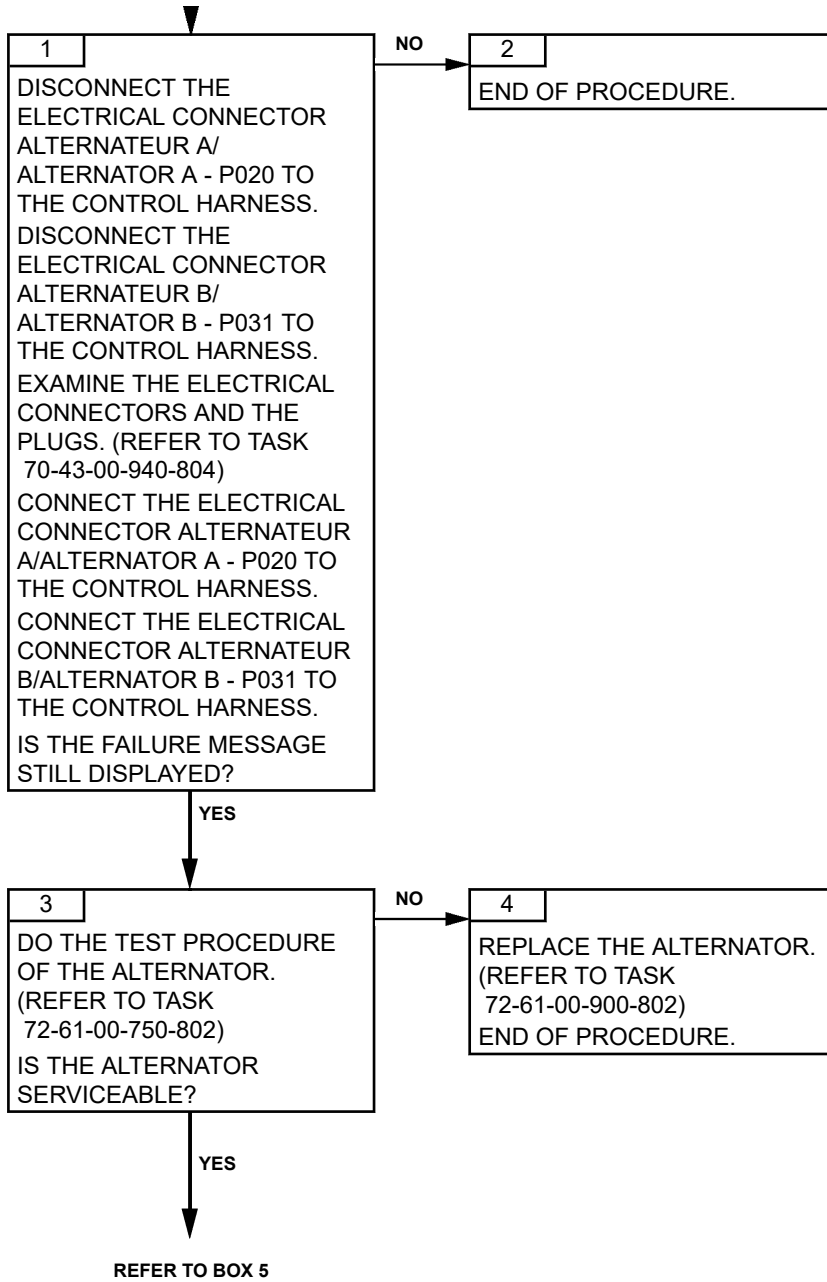 1
DISCONNECT THE
ELECTRICAL CONNECTOR
ALTERNATEUR A/
ALTERNATOR A - P020 TO
THE CONTROL HARNESS.
DISCONNECT THE
ELECTRICAL CONNECTOR
ALTERNATEUR B/
ALTERNATOR B - P031 TO
THE CONTROL HARNESS.
EXAMINE THE ELECTRICAL
CONNECTORS AND THE
PLUGS. (REFER TO TASK
70-43-00-940-804)
CONNECT THE ELECTRICAL
CONNECTOR ALTERNATEUR
A/ALTERNATOR A - P020 TO
THE CONTROL HARNESS.
CONNECT THE ELECTRICAL
CONNECTOR ALTERNATEUR
B/ALTERNATOR B - P031 TO
THE CONTROL HARNESS.
IS THE FAILURE MESSAGE
STILL DISPLAYED?
NO
2
END OF PROCEDURE.
YES
3
DO THE TEST PROCEDURE
OF THE ALTERNATOR.
(REFER TO TASK
72-61-00-750-802)
IS THE ALTERNATOR
SERVICEABLE?
NO
4
REPLACE THE ALTERNATOR.
(REFER TO TASK
72-61-00-900-802)
END OF PROCEDURE.
YES
REFER TO BOX 5